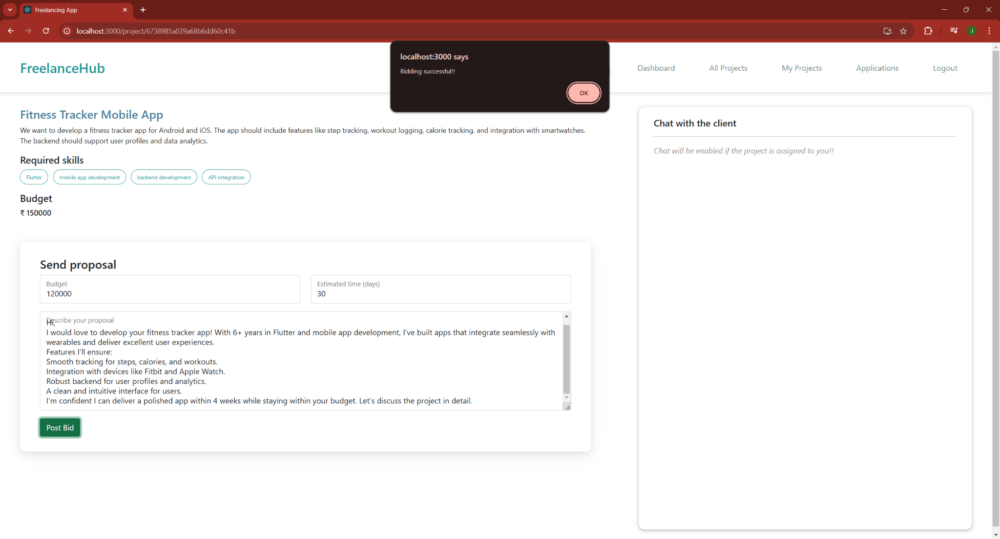 Freelancing App
localhost:3000/project/6738985a039a68b6dd60c41b
J
localhost:3000 says
Bidding successful!!
OK
FreelanceHub
Dashboard
All Projects
My Projects
Applications
Logout
Fitness Tracker Mobile App
We want to develop a fitness tracker app for Android and iOS. The app should include features like step tracking, workout logging, calorie tracking, and integration with smartwatches.
The backend should support user profiles and data analytics.
Required skills
Flutter
mobile app development
backend development
API integration
Budget
₹ 150000
Send proposal
Budget
120000
Estimated time (days)
30
Describe your proposal
Hi,
I would love to develop your fitness tracker app! With 6+ years in Flutter and mobile app development, I’ve built apps that integrate seamlessly with
wearables and deliver excellent user experiences.
Features I’ll ensure:
Smooth tracking for steps, calories, and workouts.
Integration with devices like Fitbit and Apple Watch.
Robust backend for user profiles and analytics.
A clean and intuitive interface for users.
I’m confident I can deliver a polished app within 4 weeks while staying within your budget. Let’s discuss the project in detail.
Post Bid
Chat with the client
Chat will be enabled if the project is assigned to you!!